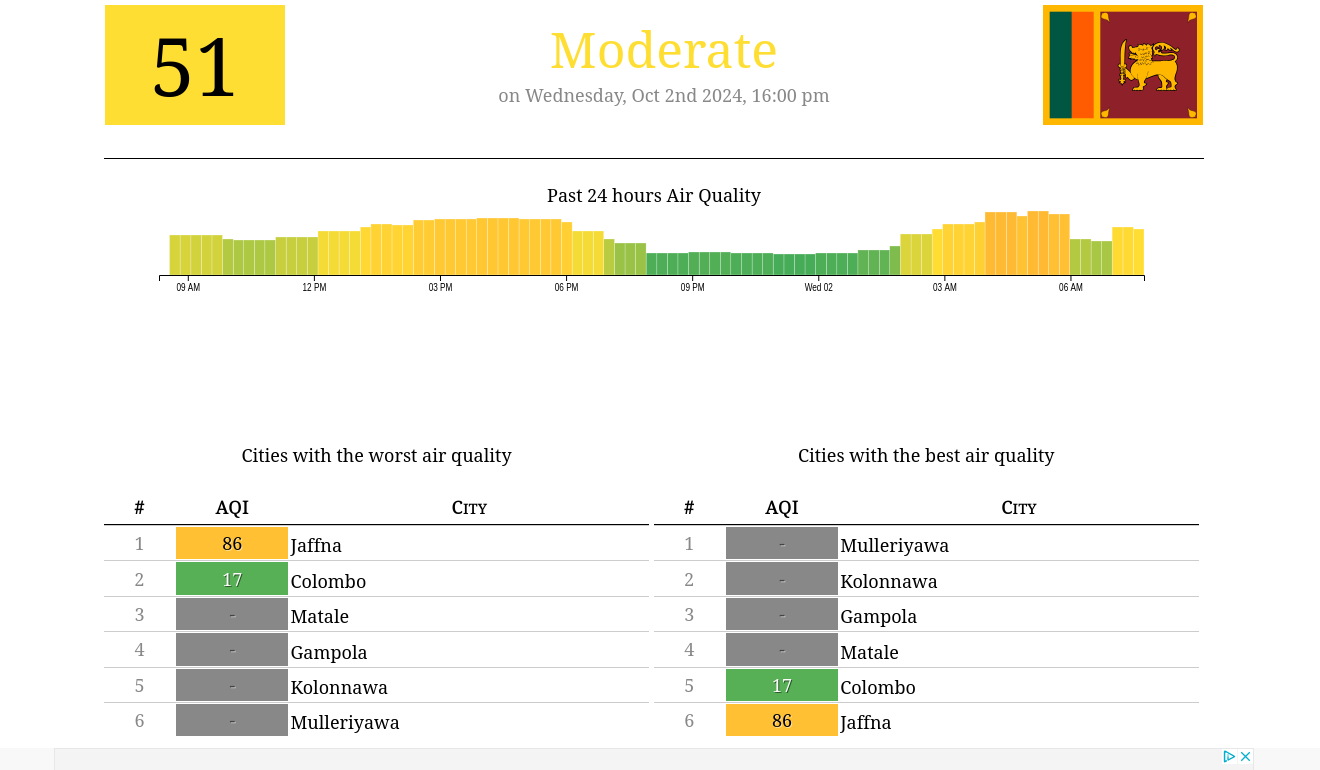 51
Moderate
on Wednesday, Oct 2nd 2024, 16:00 pm
Past 24 hours Air Quality
09 AM 12 PM 03 PM 06 PM 09 PM Wed 02 03 AM 06 AM
Cities with the worst air quality
# AQI City
1 86 Jaffna
2 17 Colombo
3 - Matale
4 - Gampola
5 - Kolonnawa
6 - Mulleriyawa
Cities with the best air quality
# AQI City
1 - Mulleriyawa
2 - Kolonnawa
3 - Gampola
4 - Matale
5 17 Colombo
6 86 Jaffna